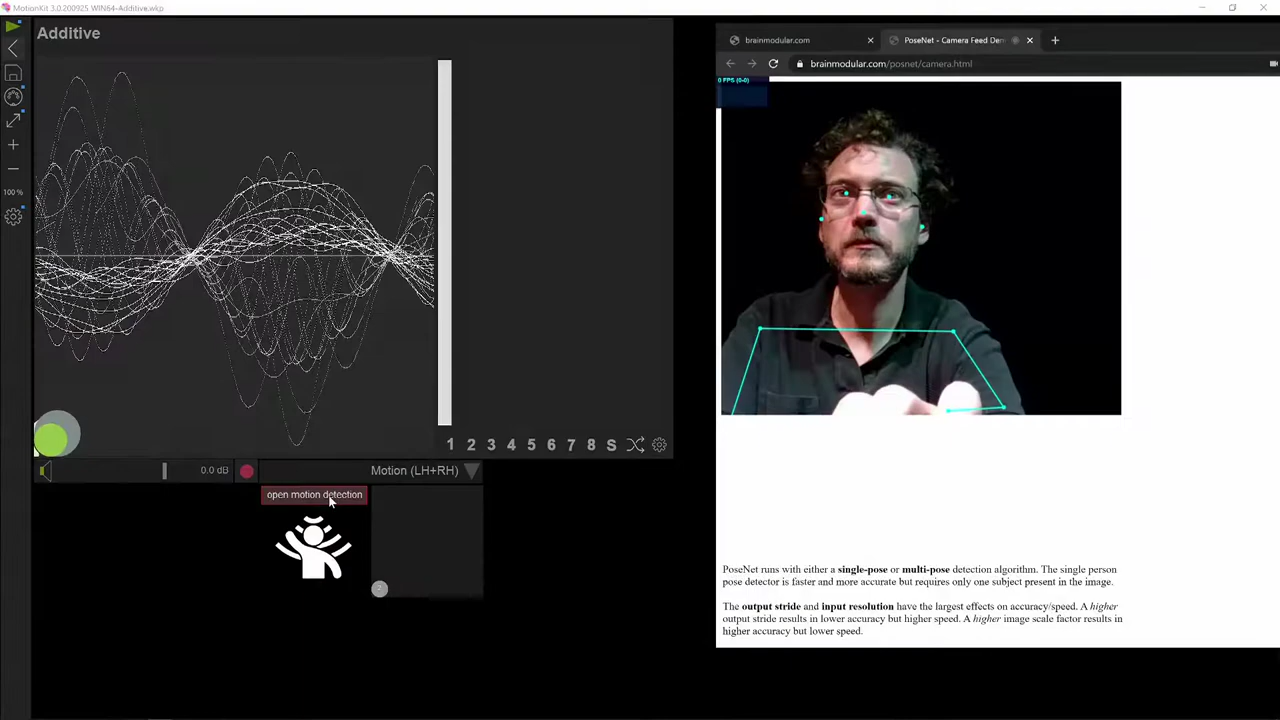 MotionKit 3.0.200925 WIN64-Additive.wkp
Additive
100 %
1 2 3 4 5 6 7 8 S
0.0 dB
Motion (LH+RH)
open motion detection
2
brainmodular.com
PoseNet - Camera Feed Dem
brainmodular.com/posnet/camera.html
0 FPS (0-0)
PoseNet runs with either a single-pose or multi-pose detection algorithm. The single person
pose detector is faster and more accurate but requires only one subject present in the image.
The output stride and input resolution have the largest effects on accuracy/speed. A higher
output stride results in lower accuracy but higher speed. A higher image scale factor results in
higher accuracy but lower speed.